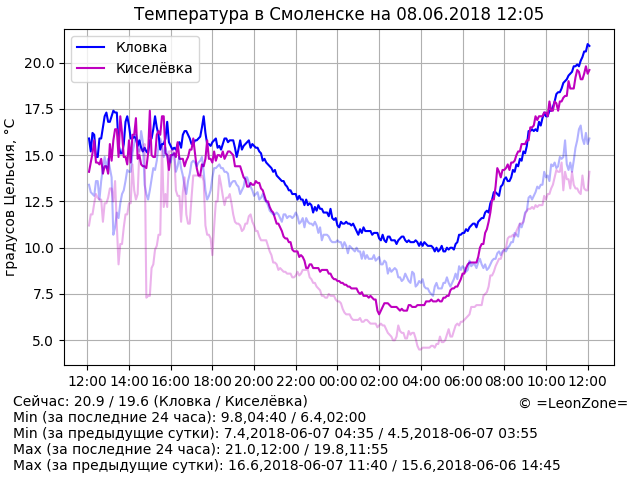 Температура в Смоленске на 08.06.2018 12:05
Кловка
Киселёвка
градусов Цельсия, °C
20.0
17.5
15.0
12.5
10.0
7.5
5.0
12:00 14:00 16:00 18:00 20:00 22:00 00:00 02:00 04:00 06:00 08:00 10:00 12:00
Сейчас: 20.9 / 19.6 (Кловка / Киселёвка)
© =LeonZone=
Min (за последние 24 часа): 9.8,04:40 / 6.4,02:00
Min (за предыдущие сутки): 7.4,2018-06-07 04:35 / 4.5,2018-06-07 03:55
Max (за последние 24 часа): 21.0,12:00 / 19.8,11:55
Max (за предыдущие сутки): 16.6,2018-06-07 11:40 / 15.6,2018-06-06 14:45